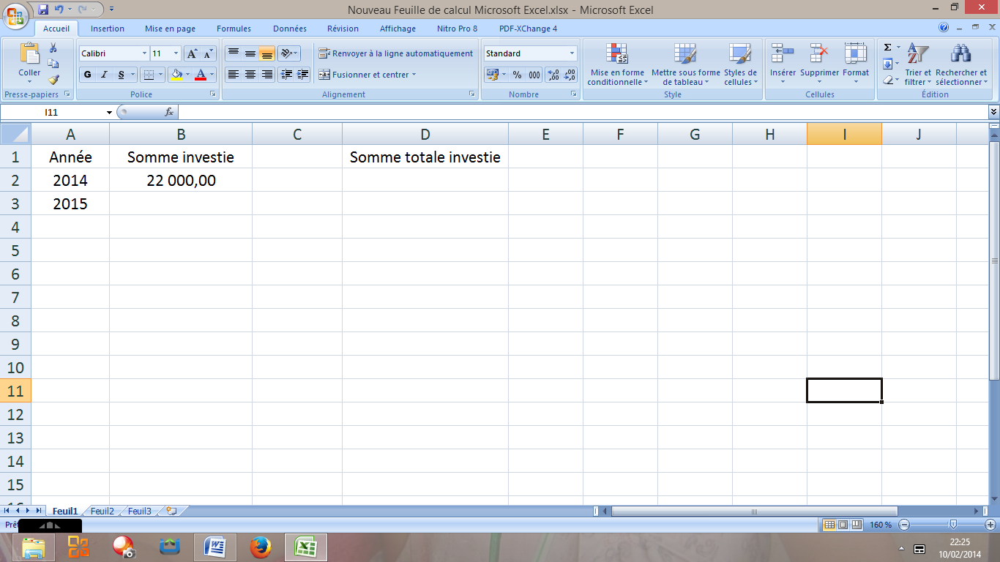 Nouveau Feuille de calcul Microsoft Excel.xlsx - Microsoft Excel
Accueil Insertion Mise en page Formules Données Révision Affichage Nitro Pro 8 PDF-XChange 4
Coller
Presse-papiers
Calibri 11
G I S
Police
Renvoyer à la ligne automatiquement
Fusionner et centrer
Alignement
Standard
% 000
Nombre
Mise en forme conditionnelle
Mettre sous forme de tableau
Styles de cellules
Style
Insérer Supprimer Format
Cellules
Σ
Trier et filtrer
Rechercher et sélectionner
Édition
I11 fx
A B C D E F G H I J
1 Année Somme investie Somme totale investie
2 2014 22 000,00
3 2015
4
5
6
7
8
9
10
11
12
13
14
15
Feuil1 Feuil2 Feuil3
160 %
22:25
10/02/2014